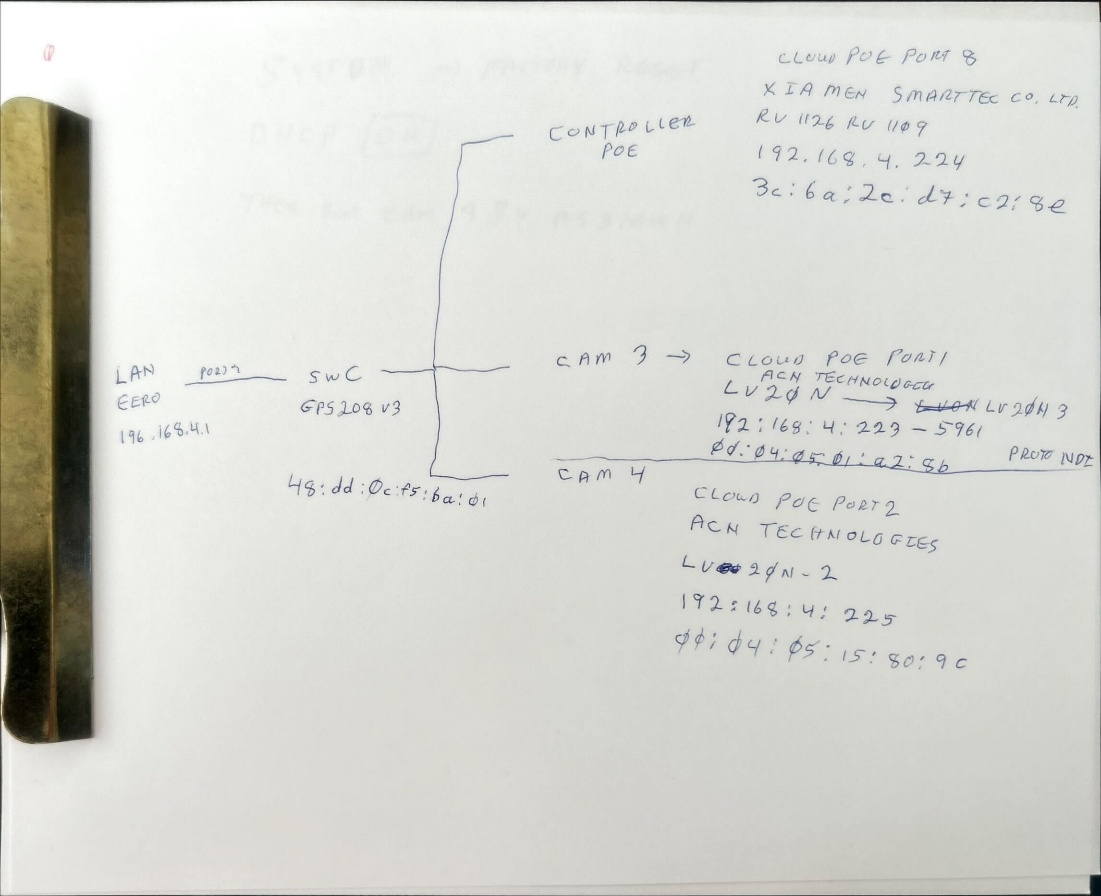 CLOUD POE PORT 8
XIAMEN SMARTTEC CO. LTD.
RV 1126 RV 1109
192.168.4.224
3c:6a:2c:d7:c2:8e
CONTROLLER
POE
LAN
EERO
196.168.4.1
SWC
GPS208 V3
48:dd:0c:f5:6a:01
CAM 3 →
CLOUD POE PORT 1
ACN TECHNOLOGIES
LV20N → LV20N 3
192:168:4:223 - 5961
00:04:05:01:a2:8b
PROTO NDI
CAM 4
CLOUD POE PORT 2
ACN TECHNOLOGIES
LV 20N-2
192:168:4:225
00:04:05:15:80:9c